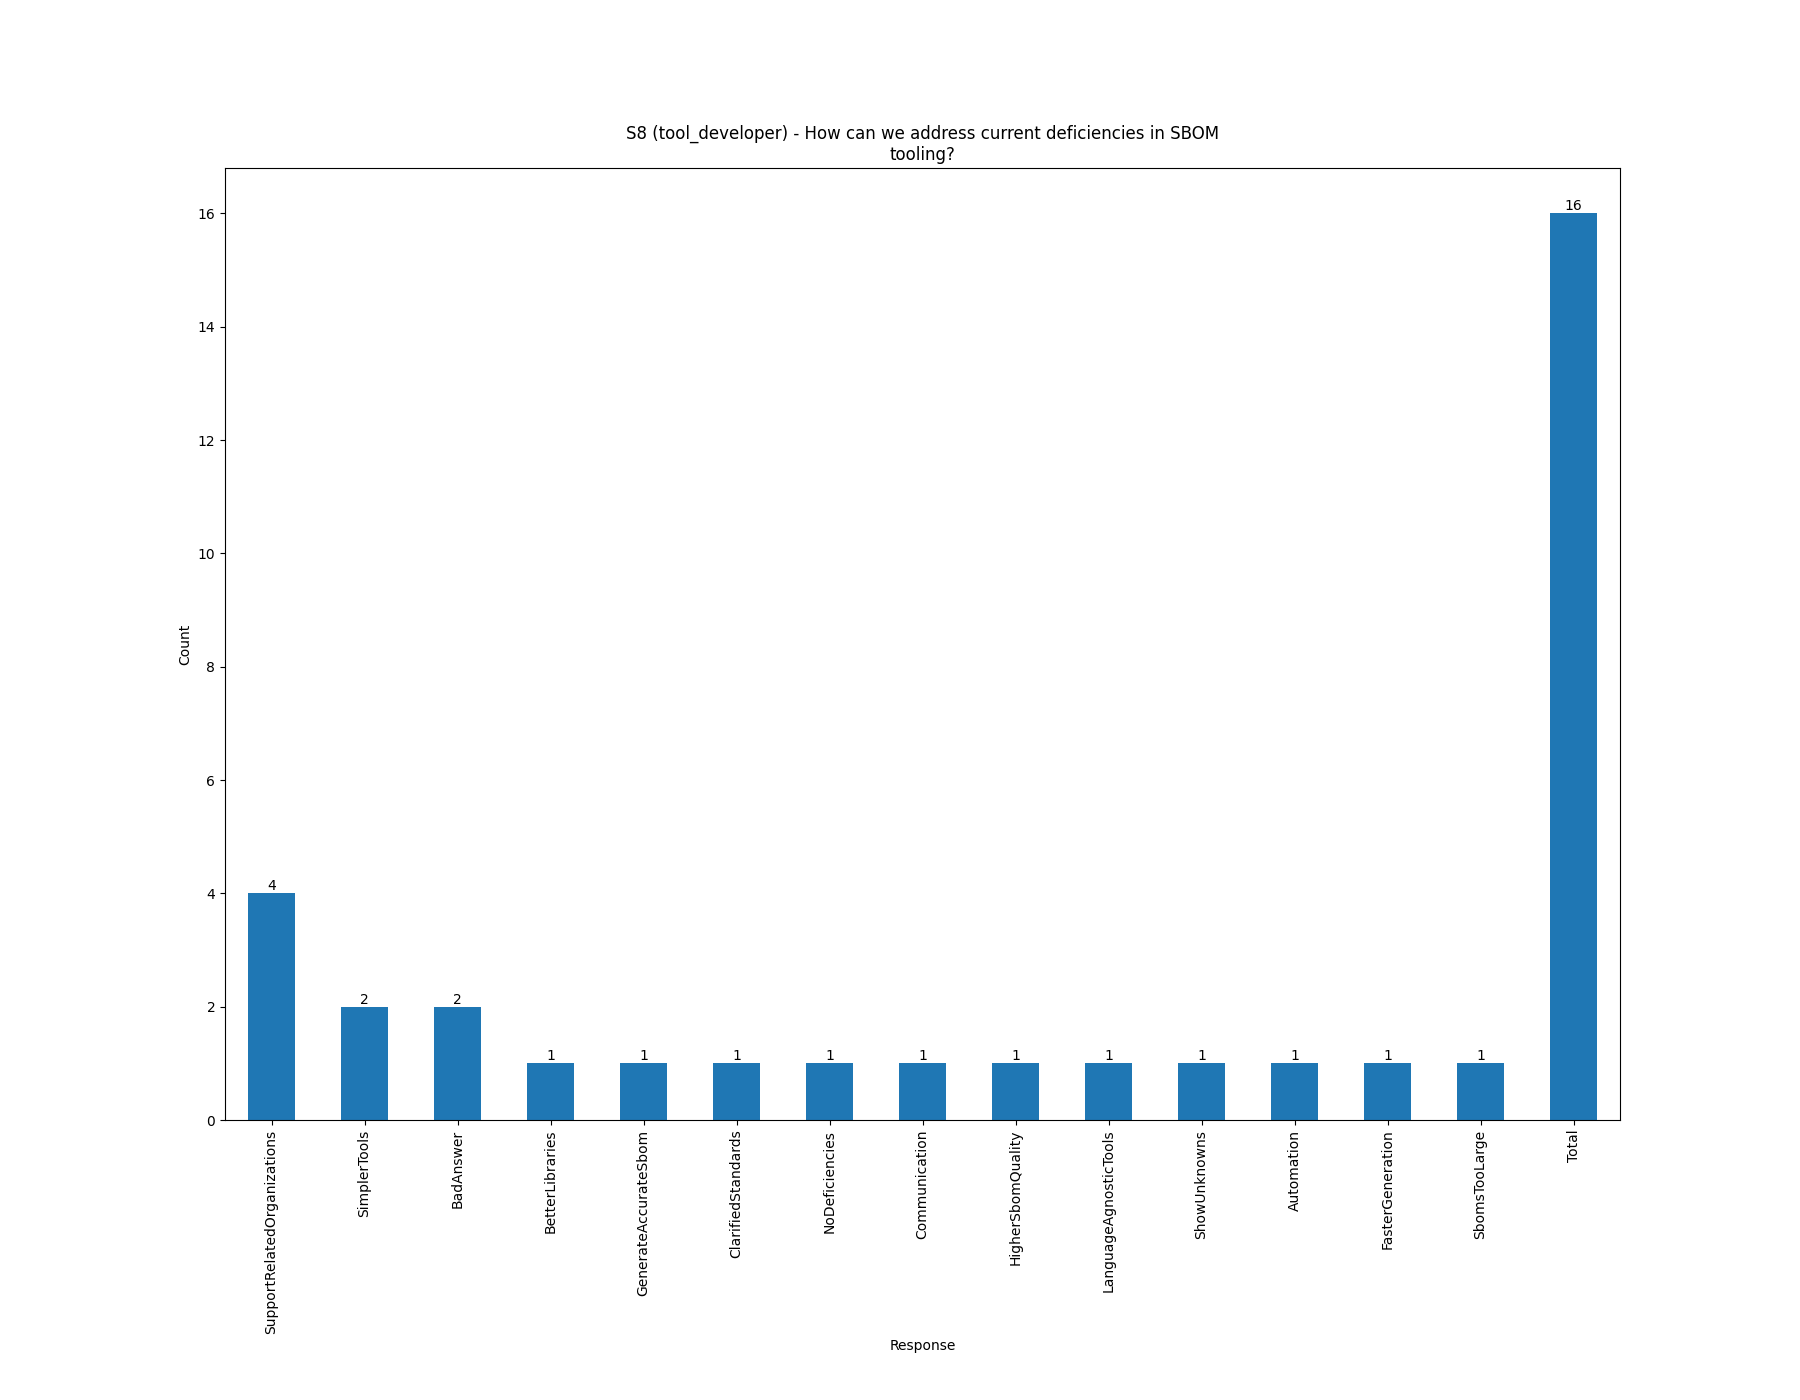 S8 (tool_developer) - How can we address current deficiencies in SBOM
tooling?
16
14
12
10
8
6
4
2
0
Count
4
2
2
1
1
1
1
1
1
1
1
1
1
1
16
SupportRelatedOrganizations
SimplerTools
BadAnswer
BetterLibraries
GenerateAccurateSbom
ClarifiedStandards
NoDeficiencies
Communication
HigherSbomQuality
LanguageAgnosticTools
ShowUnknowns
Automation
FasterGeneration
SbomsTooLarge
Total
Response